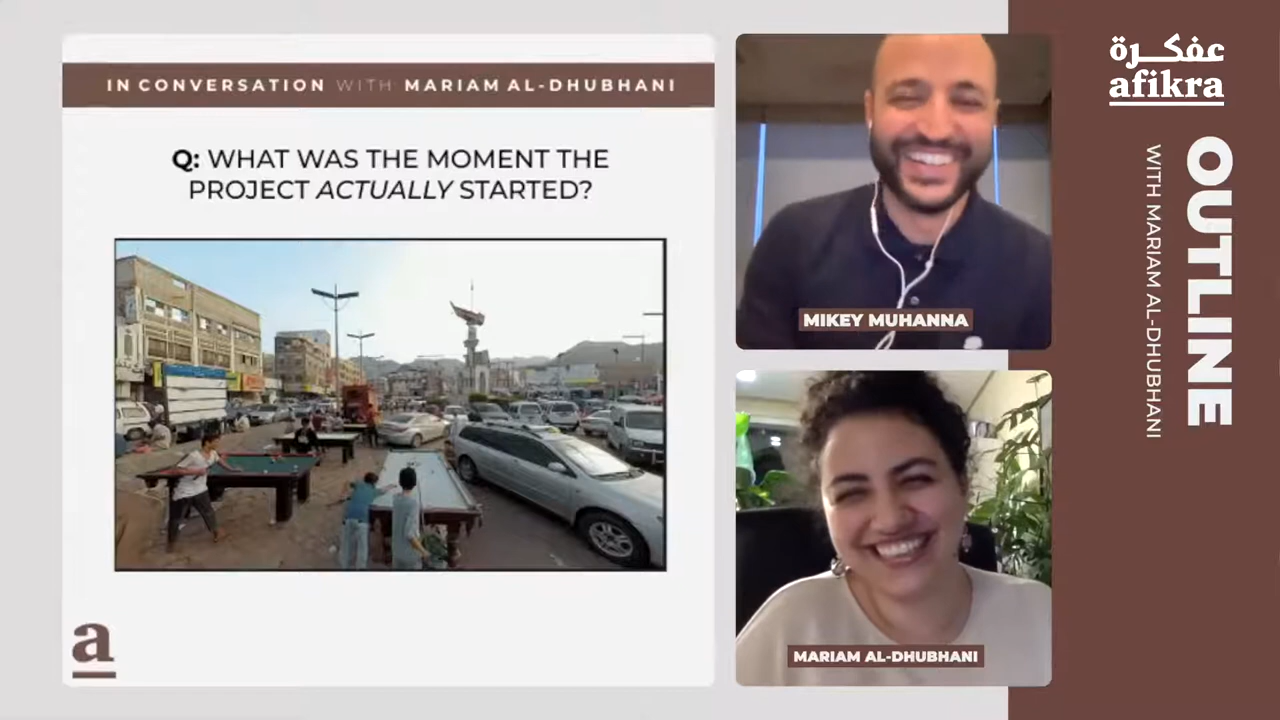 IN CONVERSATION WITH MARIAM AL-DHUBHANI
Q: WHAT WAS THE MOMENT THE
PROJECT ACTUALLY STARTED?
a
MIKEY MUHANNA
MARIAM AL-DHUBHANI
عفكرة
afikra
OUTLINE
WITH MARIAM AL-DHUBHANI